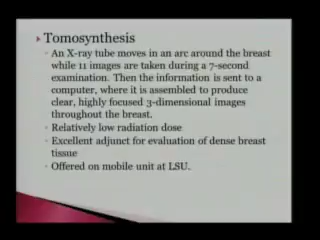 Tomosynthesis
An X-ray tube moves in an arc around the breast
while 11 images are taken during a 7-second
examination. Then the information is sent to a
computer, where it is assembled to produce
clear, highly focused 3-dimensional images
throughout the breast.
Relatively low radiation dose
Excellent adjunct for evaluation of dense breast
tissue
Offered on mobile unit at LSU.